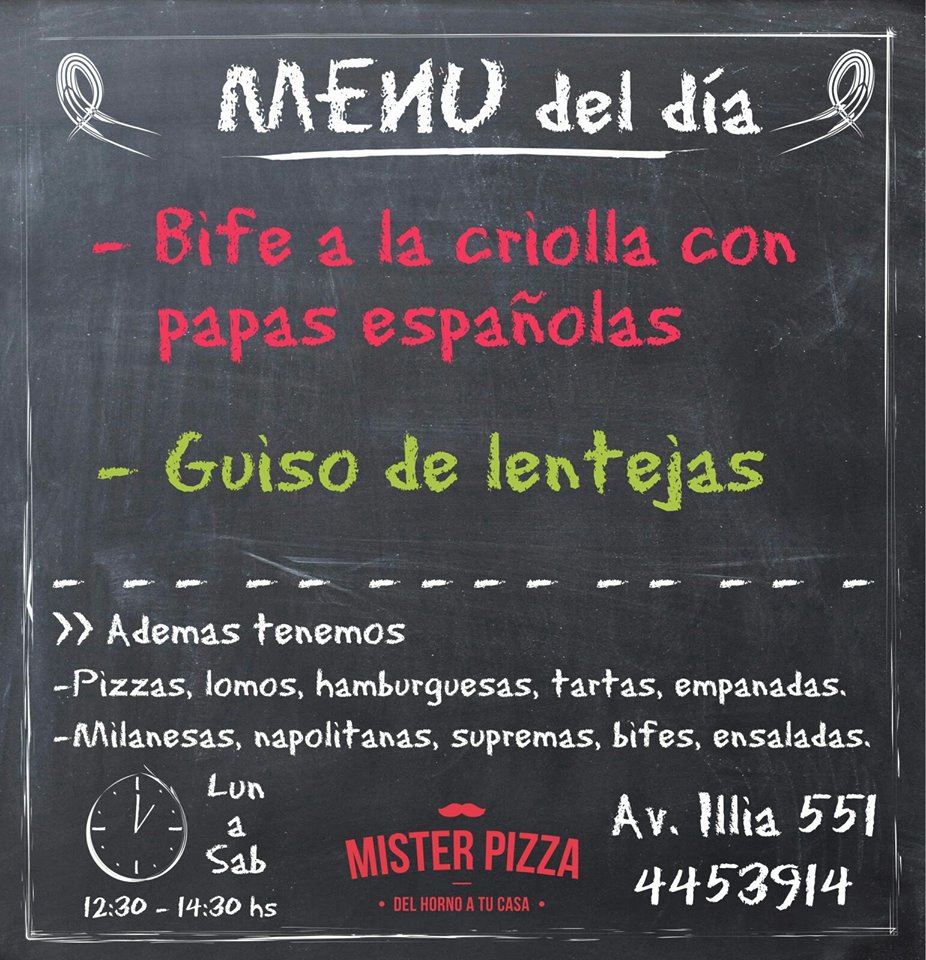 MENU del día
- Bife a la criolla con
papas españolas
- Guiso de lentejas
>> Ademas tenemos
-Pizzas, lomos, hamburguesas, tartas, empanadas.
-Milanesas, napolitanas, supremas, bifes, ensaladas.
Lun
a
Sab
12:30 - 14:30 hs
MISTER PIZZA
• DEL HORNO A TU CASA •
Av. Illia 551
4453914